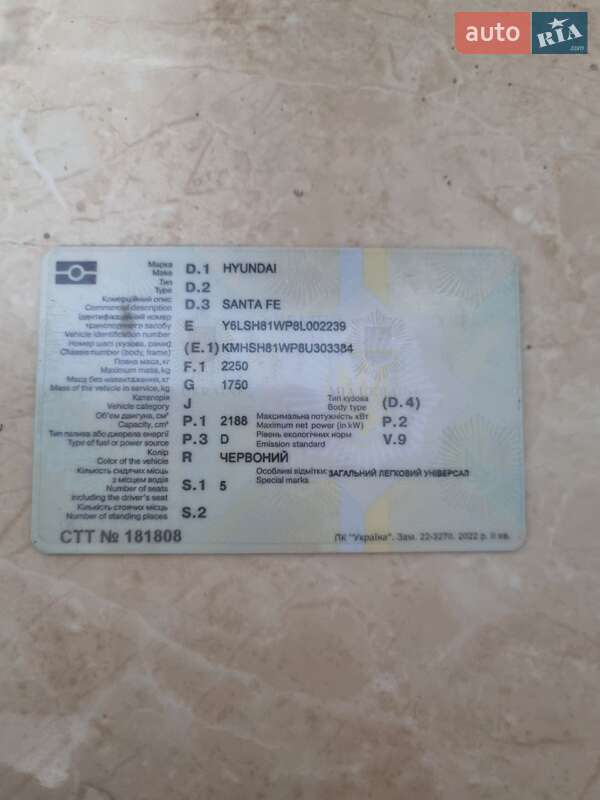 auto RIA .com
Марка
Make D.1 HYUNDAI
Тип
Type D.2
Комерційний опис
Commercial description D.3 SANTA FE
Ідентифікаційний номер
транспортного засобу E Y6LSH81WP8L002239
Vehicle identification number
Номер шасі (кузова, рами) (E.1) KMHSH81WP8U303384
Chassis number (body, frame)
Повна маса, кг F.1 2250
Maximum mass, kg
Маса без навантаження, кг G 1750
Mass of the vehicle in service, kg
Категорія J Тип кузова (D.4)
Vehicle category Body type
Об'єм двигуна, см³ P.1 2188 Максимальна потужність кВт P.2
Capacity, cm³ Maximum net power (in kW)
Тип палива або джерела енергії P.3 D Рівень екологічних норм V.9
Type of fuel or power source Emission standard
Колір R ЧЕРВОНИЙ
Color of the vehicle
Кількість сидячих місць Особливі відмітки: ЗАГАЛЬНИЙ ЛЕГКОВИЙ УНІВЕРСАЛ
з місцем водія S.1 5 Special marks
Number of seats
including the driver's seat
Кількість стоячих місць S.2
Number of standing places
СТТ № 181808 ПК "Україна". Зам. 22-3270. 2022 р. II кв.